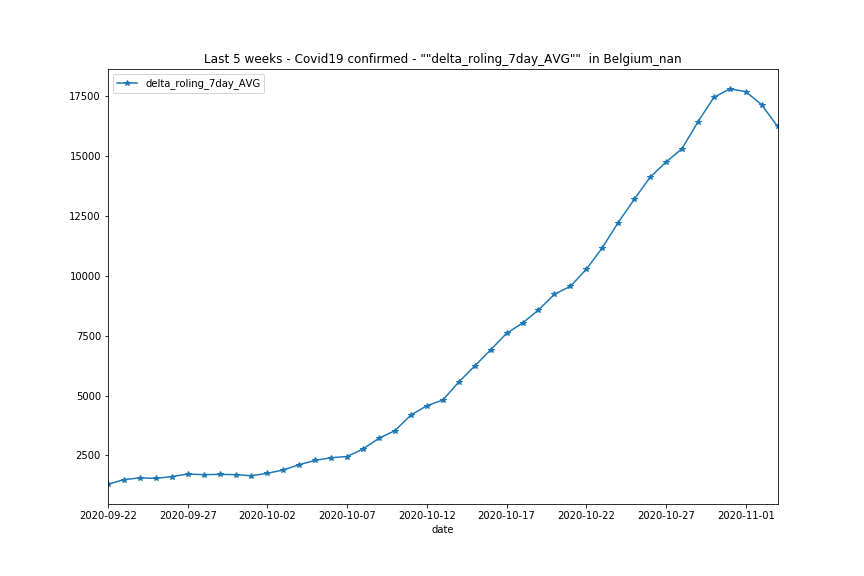 Last 5 weeks - Covid19 confirmed - ""delta_roling_7day_AVG""  in Belgium_nan
delta_roling_7day_AVG
17500
15000
12500
10000
7500
5000
2500
2020-09-22 2020-09-27 2020-10-02 2020-10-07 2020-10-12 2020-10-17 2020-10-22 2020-10-27 2020-11-01
date